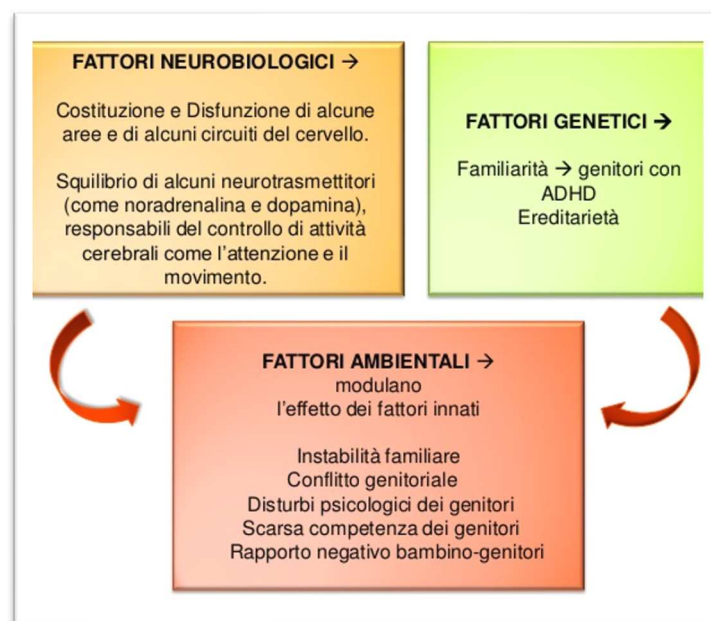 FATTORI NEUROBIOLOGICI →
Costituzione e Disfunzione di alcune
aree e di alcuni circuiti del cervello.
Squilibrio di alcuni neurotrasmettitori
(come noradrenalina e dopamina),
responsabili del controllo di attività
cerebrali come l'attenzione e il
movimento.
FATTORI GENETICI →
Familiarità → genitori con
ADHD
Ereditarietà
FATTORI AMBIENTALI →
modulano
l'effetto dei fattori innati
Instabilità familiare
Conflitto genitoriale
Disturbi psicologici dei genitori
Scarsa competenza dei genitori
Rapporto negativo bambino-genitori